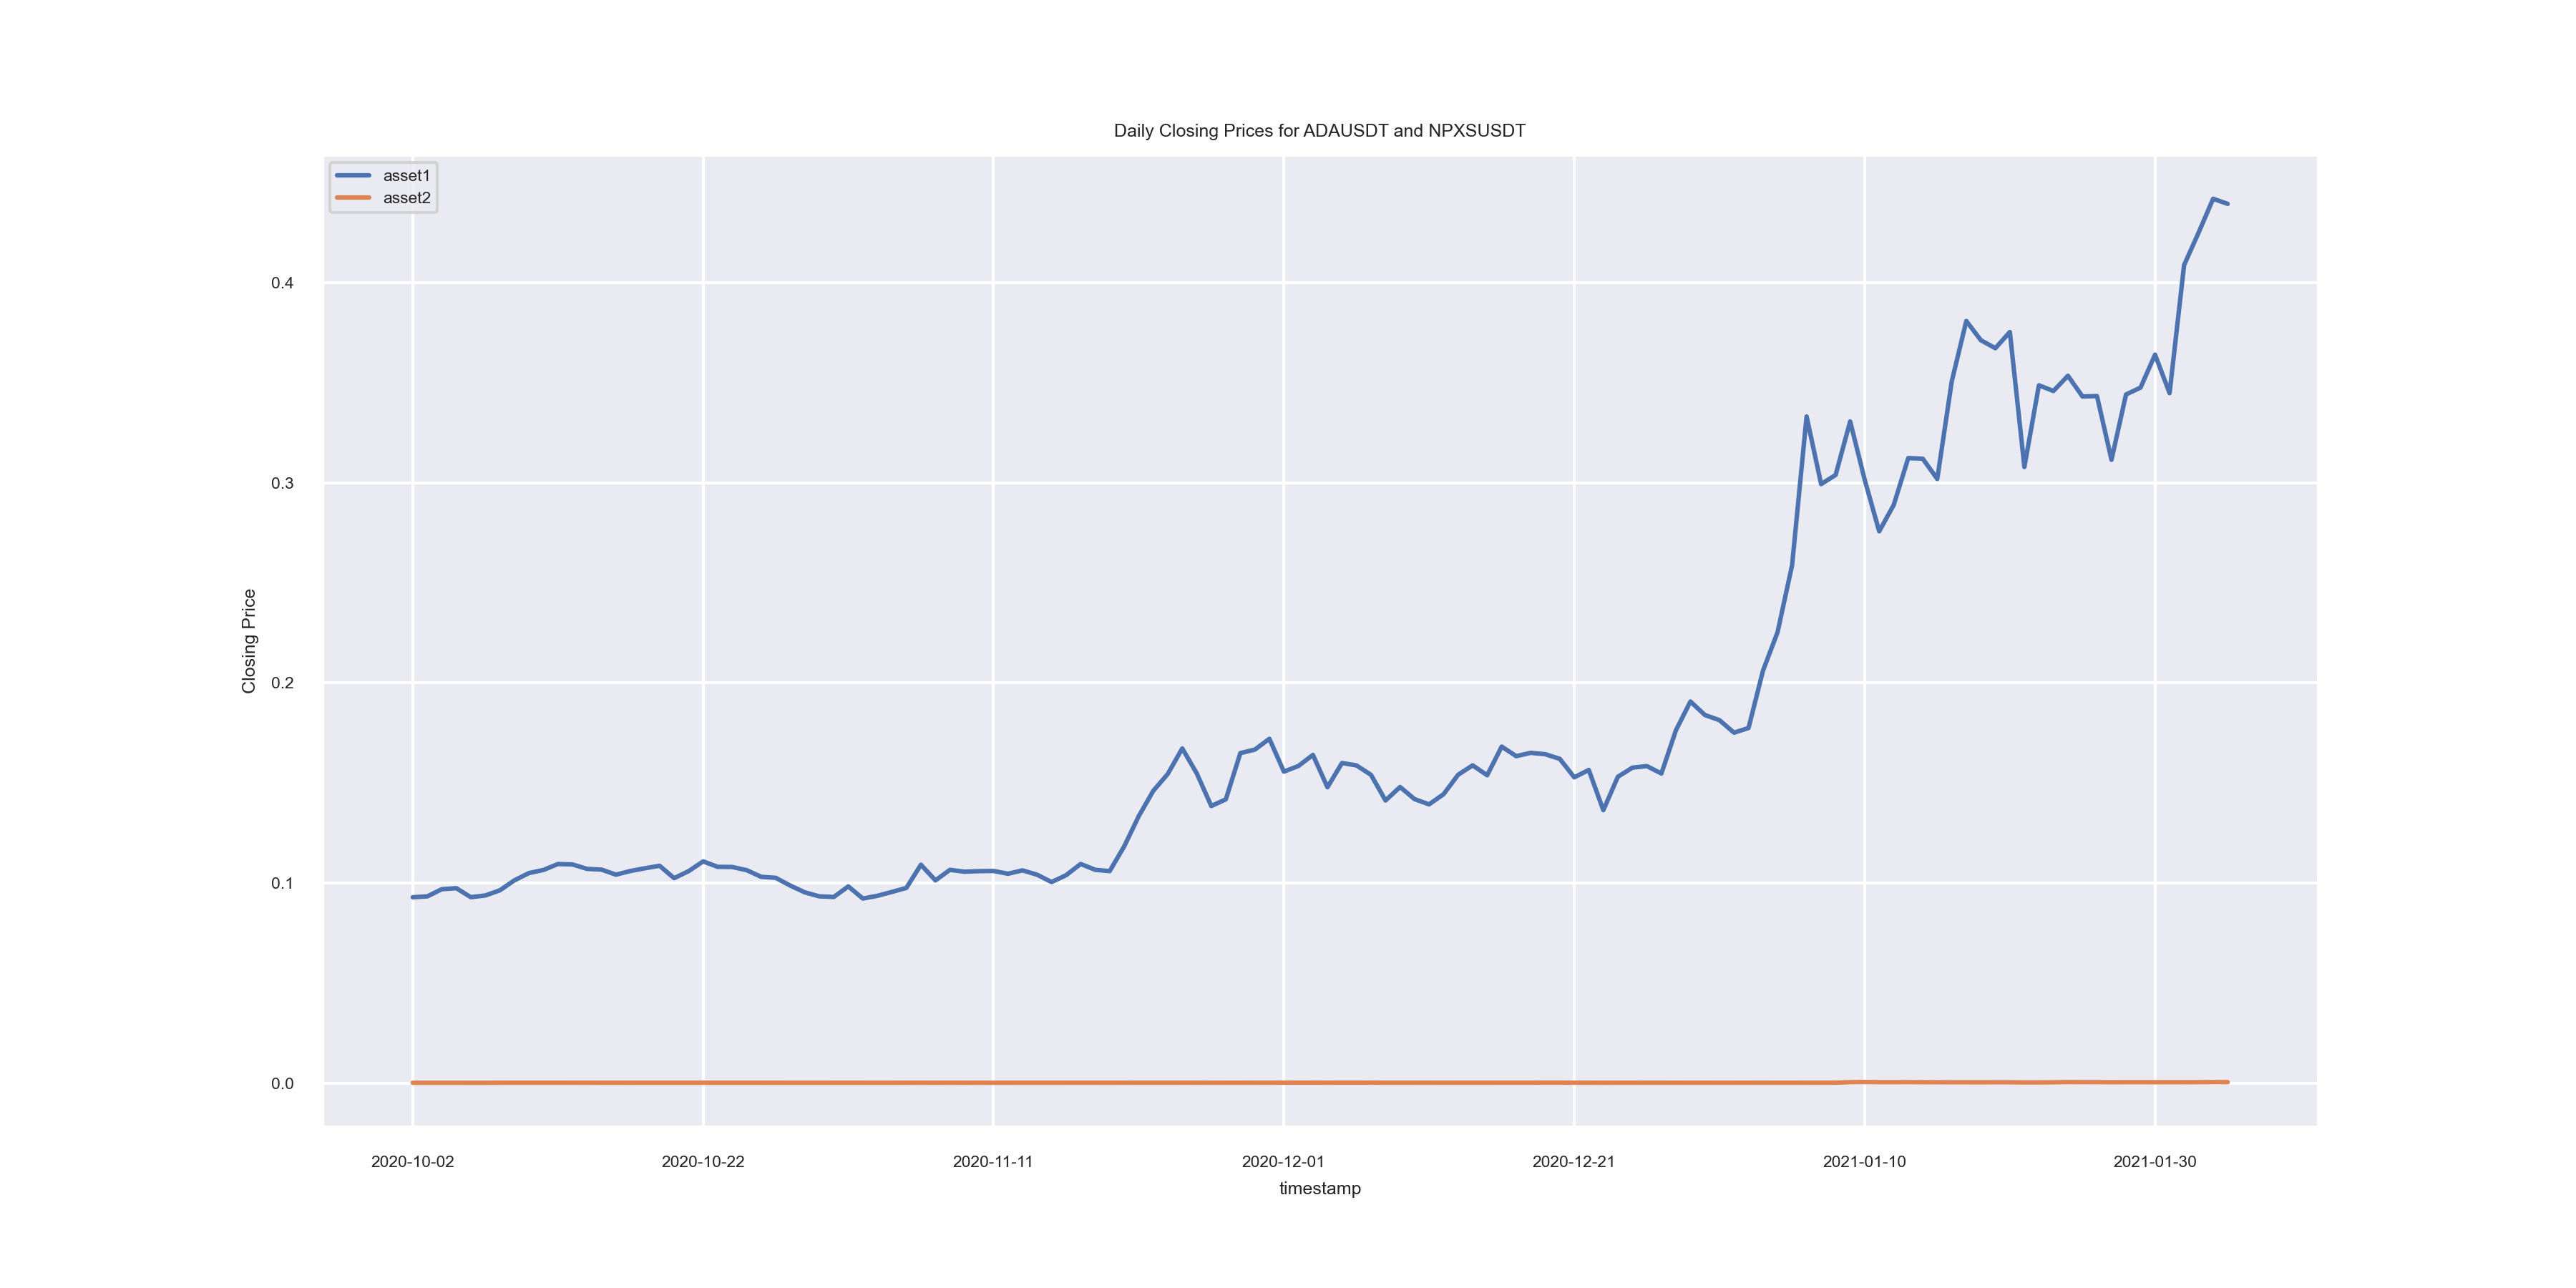 Daily Closing Prices for ADAUSDT and NPXSUSDT
asset1
asset2
0.4
0.3
0.2
0.1
0.0
Closing Price
2020-10-02
2020-10-22
2020-11-11
2020-12-01
2020-12-21
2021-01-10
2021-01-30
timestamp